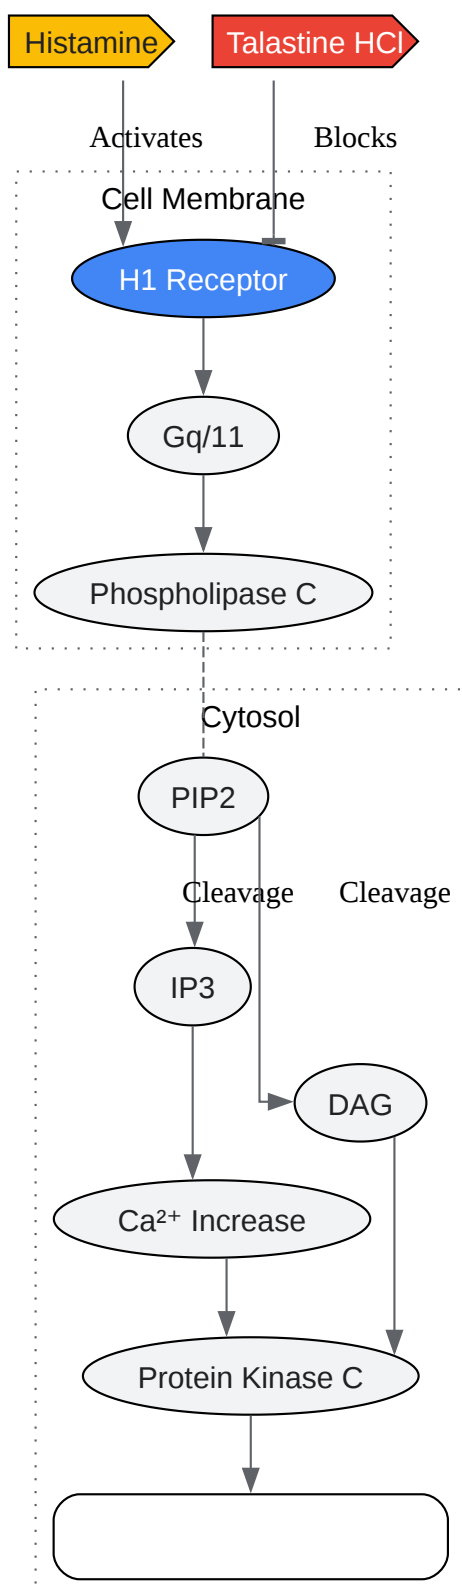 Histamine
Talastine HCl
Activates
Blocks
Cell Membrane
H1 Receptor
Gq/11
Phospholipase C
Cytosol
PIP2
Cleavage
Cleavage
IP3
DAG
Ca²⁺ Increase
Protein Kinase C